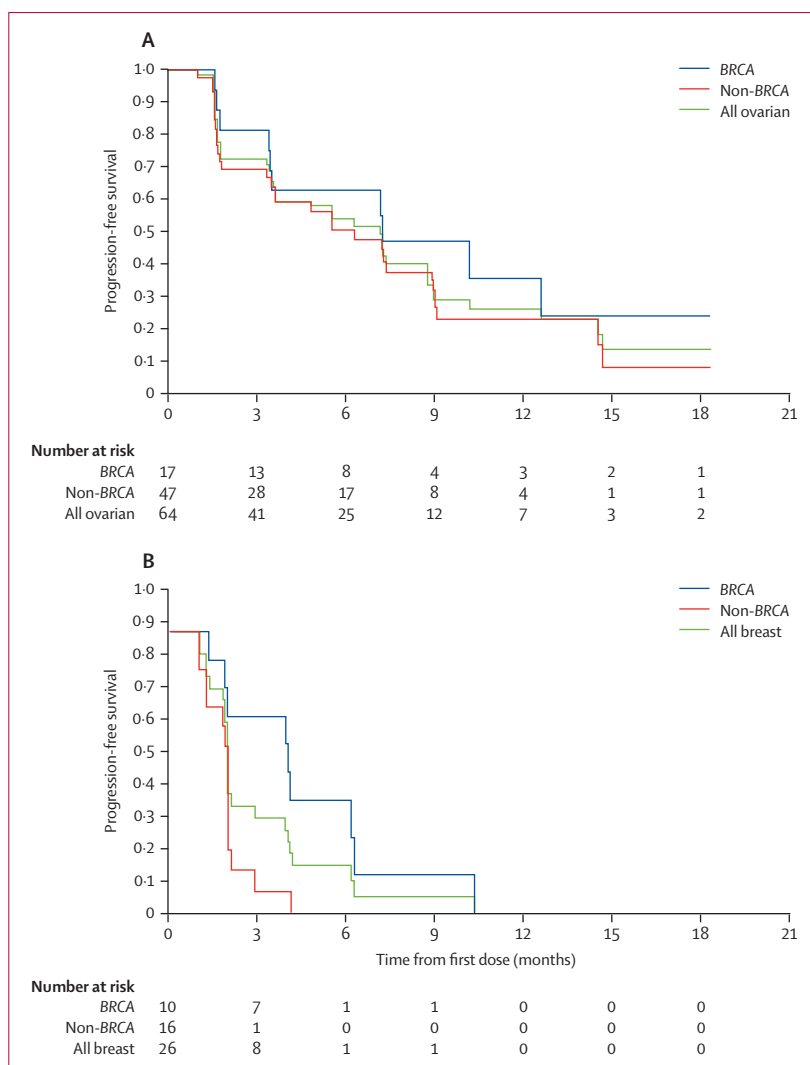 A
BRCA
Non-BRCA
All ovarian
1·0
0·9
0·8
0·7
0·6
0·5
0·4
0·3
0·2
0·1
0
Progression-free survival
0 3 6 9 12 15 18 21
Number at risk
BRCA 17 13 8 4 3 2 1
Non-BRCA 47 28 17 8 4 1 1
All ovarian 64 41 25 12 7 3 2
B
BRCA
Non-BRCA
All breast
1·0
0·9
0·8
0·7
0·6
0·5
0·4
0·3
0·2
0·1
0
Progression-free survival
0 3 6 9 12 15 18 21
Time from first dose (months)
Number at risk
BRCA 10 7 1 1 0 0 0
Non-BRCA 16 1 0 0 0 0 0
All breast 26 8 1 1 0 0 0